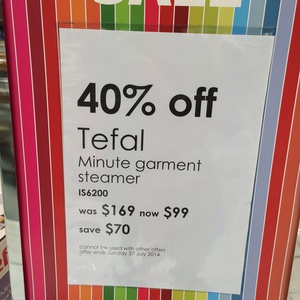 SALE
40% off
Tefal
Minute garment
steamer
IS6200
was $169 now $99
save $70
cannot be used with other offers
offer ends Sunday 27 July 2014